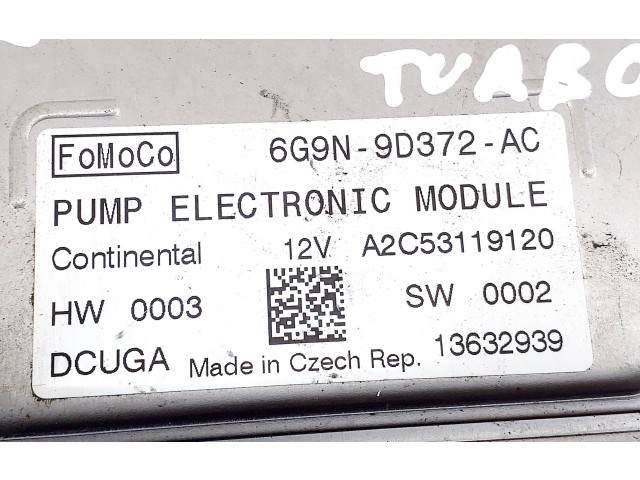 TURBO
FoMoCo 6G9N-9D372-AC
PUMP ELECTRONIC MODULE
Continental 12V A2C53119120
HW 0003 SW 0002
DCUGA Made in Czech Rep. 13632939